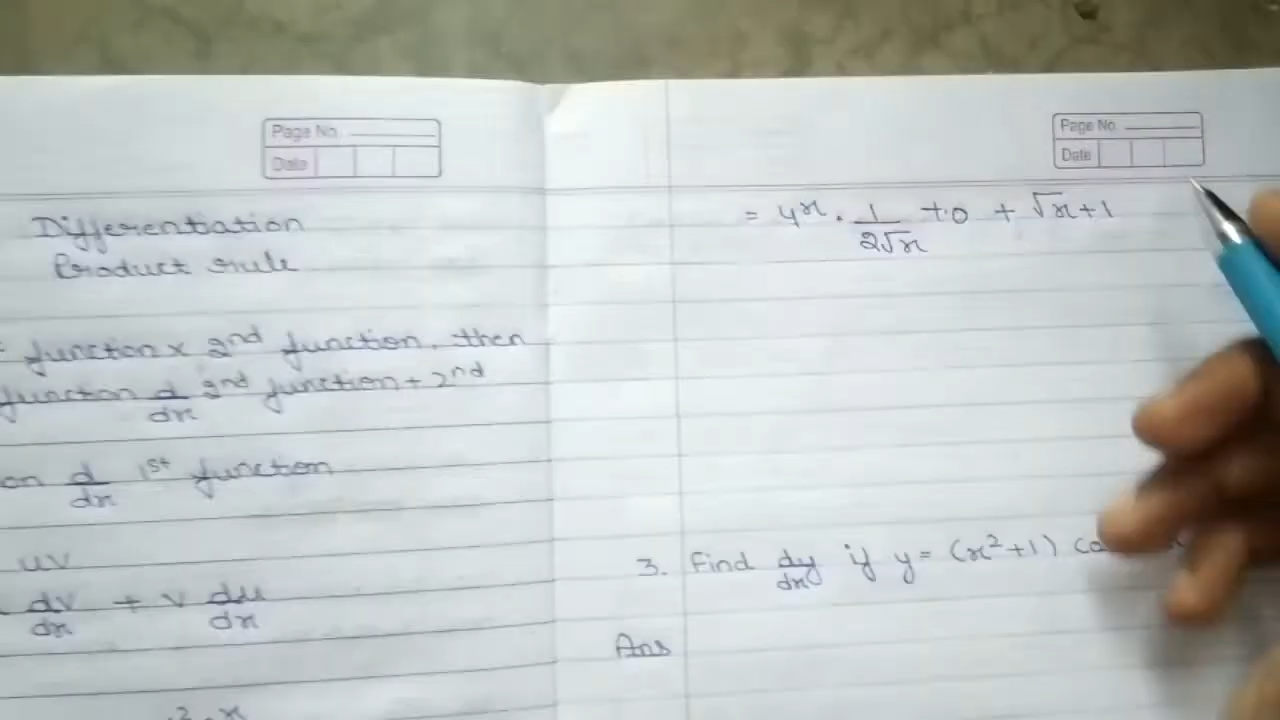 Page No.
Date
Differentiation
Product rule
function x 2nd function, then
function d/dx 2nd function + 2nd
d/dx 1st function
uv
dv/dx + v du/dx
Page No.
Date
= 4^x . 1/2√x + 0 + √x + 1
3. Find dy/dx if y = (x²+1)
Ans